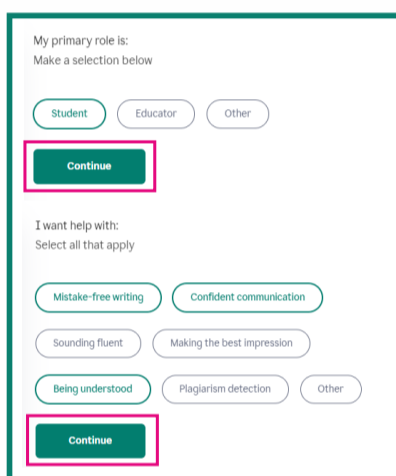 My primary role is:
Make a selection below
Student Educator Other
Continue
I want help with:
Select all that apply
Mistake-free writing Confident communication
Sounding fluent Making the best impression
Being understood Plagiarism detection Other
Continue